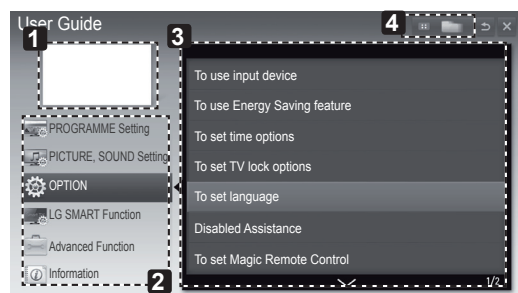 User Guide
1
3
4
To use input device
To use Energy Saving feature
To set time options
To set TV lock options
To set language
Disabled Assistance
To set Magic Remote Control
1/2
PROGRAMME Setting
PICTURE, SOUND Setting
OPTION
LG SMART Function
Advanced Function
Information
2